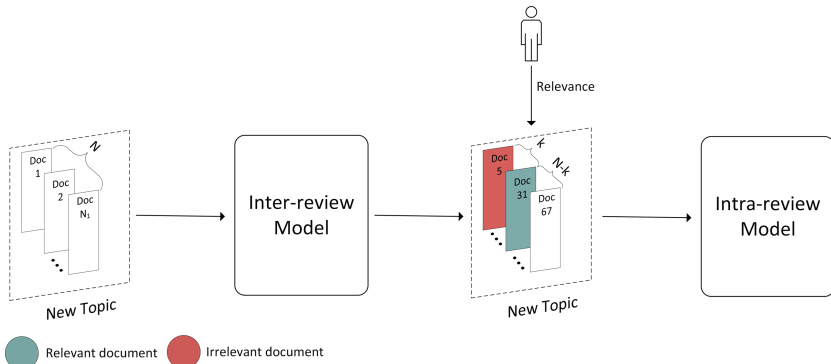 Relevance
N
Doc
1
Doc
2
Doc
N₁
New Topic
Inter-review
Model
k
N-k
Doc
5
Doc
31
Doc
67
New Topic
Intra-review
Model
Relevant document
Irrelevant document